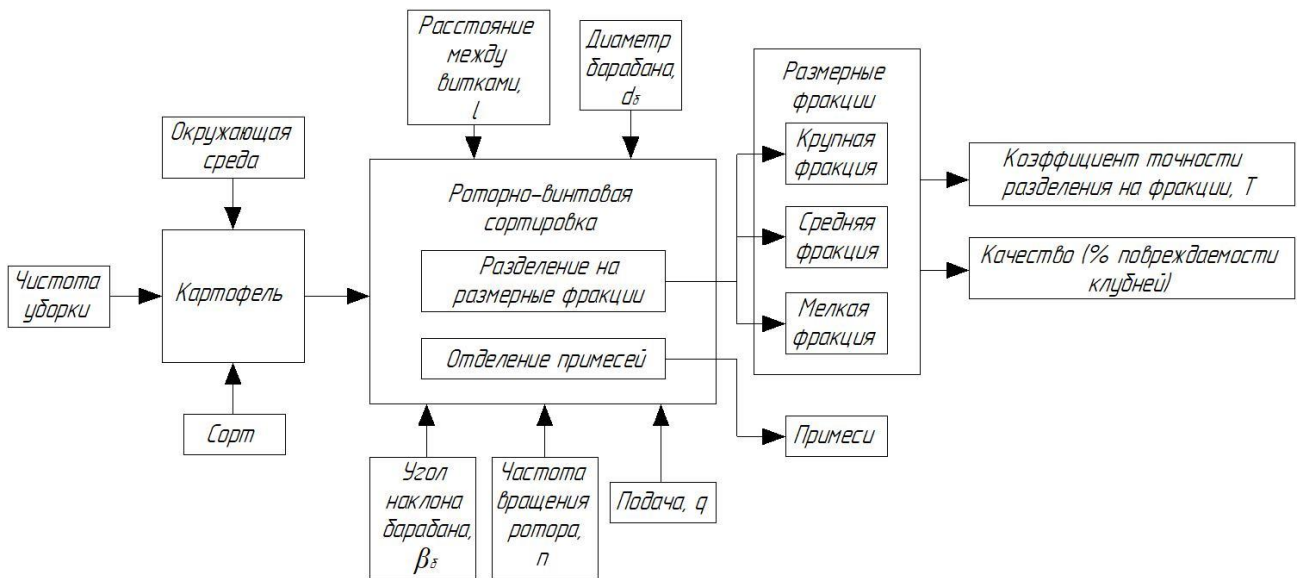 Расстояние
между
витками,
l
Диаметр
барабана,
dб
Окружающая
среда
Чистота
уборки
Картофель
Сорт
Роторно-винтовая
сортировка
Разделение на
размерные фракции
Отделение примесей
Угол
наклона
барабана,
βб
Частота
вращения
ротора,
n
Подача, q
Размерные
фракции
Крупная
фракция
Средняя
фракция
Мелкая
фракция
Примеси
Коэффициент точности
разделения на фракции, Т
Качество (% повреждаемости
клубней)